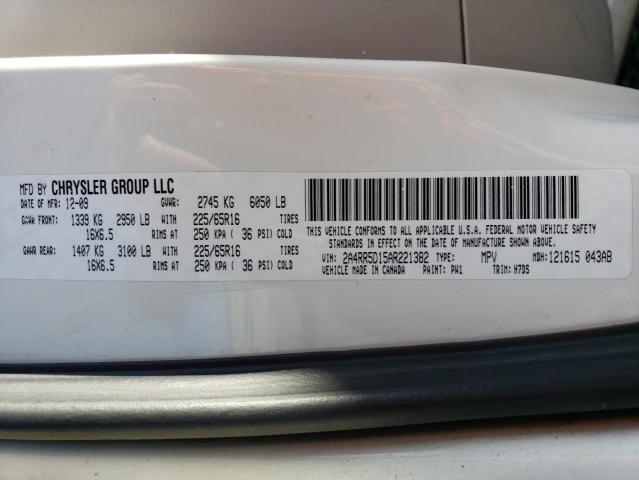 MFD BY CHRYSLER GROUP LLC
DATE OF MFR: 12-09 GVWR: 2745 KG 6050 LB
GAWR FRONT: 1339 KG 2950 LB WITH 225/65R16 TIRES
16X6.5 RIMS AT 250 KPA ( 36 PSI) COLD
GAWR REAR: 1407 KG 3100 LB WITH 225/65R16 TIRES
16X6.5 RIMS AT 250 KPA ( 36 PSI) COLD
THIS VEHICLE CONFORMS TO ALL APPLICABLE U.S.A. FEDERAL MOTOR VEHICLE SAFETY
STANDARDS IN EFFECT ON THE DATE OF MANUFACTURE SHOWN ABOVE.
VIN: 2A4RR5D15AR221382 TYPE: MPV MDH: 121615 043AB
VEHICLE MADE IN CANADA PAINT: PW1 TRIM: H7DS